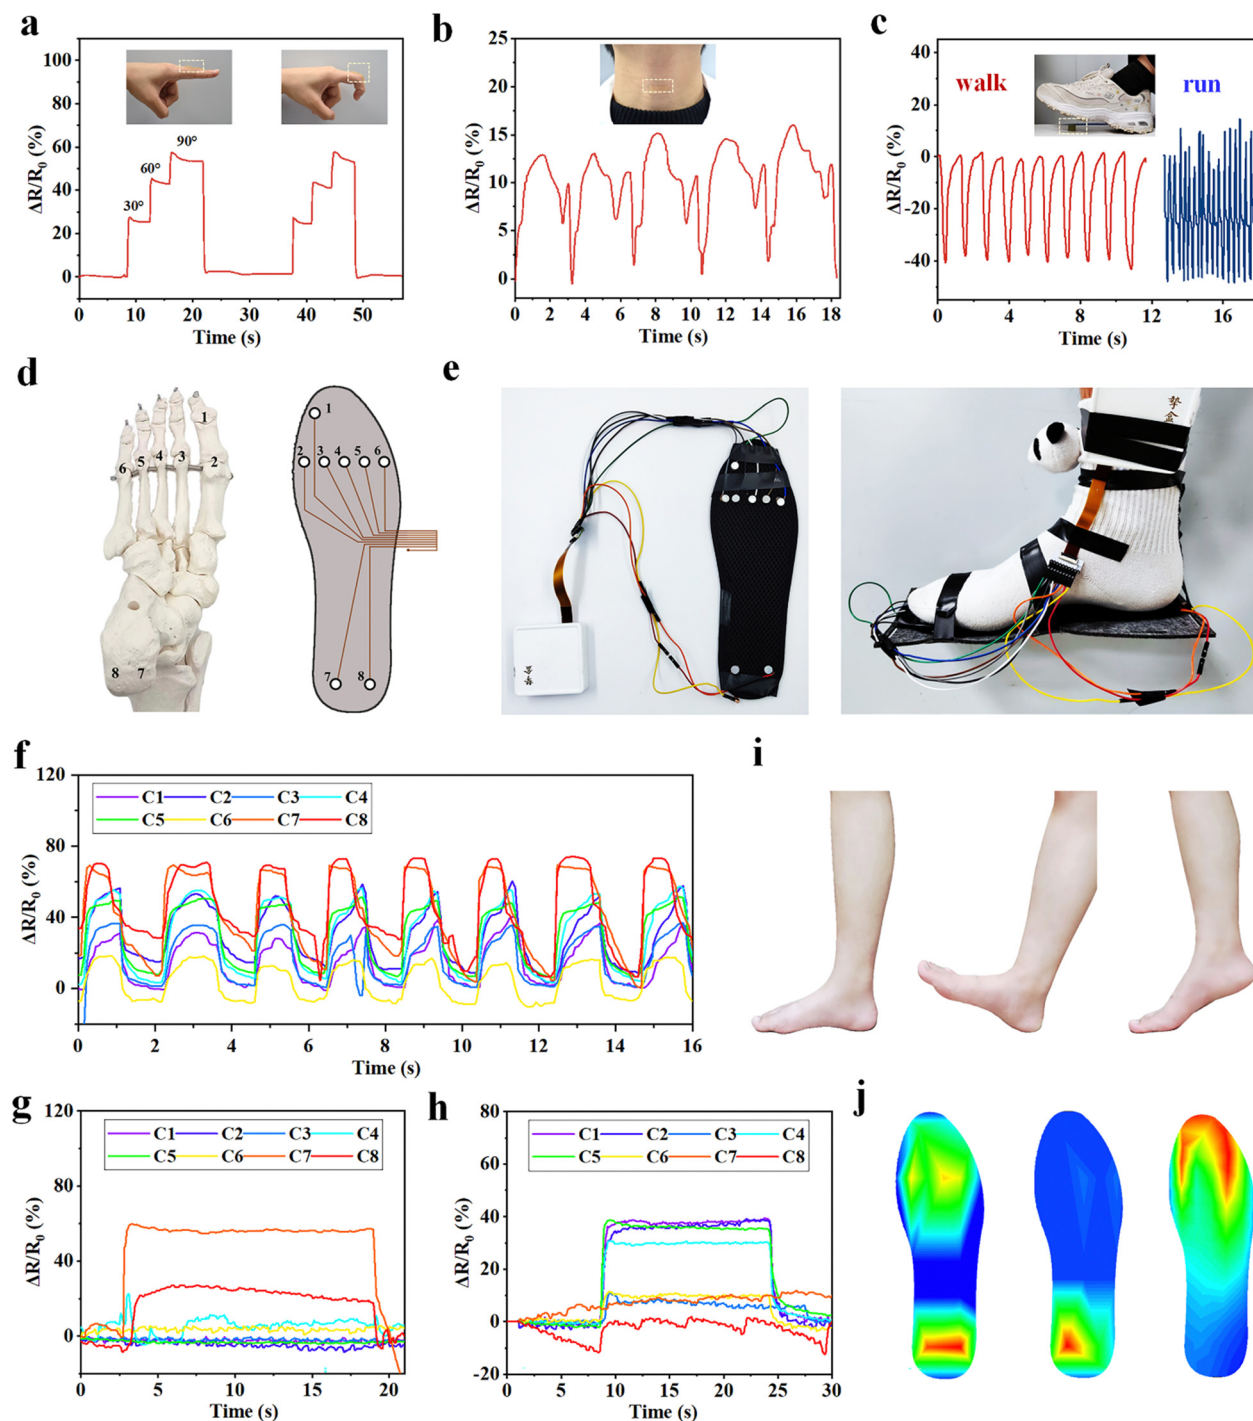 a
ΔR/R0 (%)
100
80
60
40
20
0
30°
60°
90°
0 10 20 30 40 50
Time (s)
b
ΔR/R0 (%)
25
20
15
10
5
0
0 2 4 6 8 10 12 14 16 18
Time (s)
c
ΔR/R0 (%)
40
20
0
-20
-40
walk
run
0 4 8 12 16
Time (s)
d
1
6 5 4 3 2
8 7
1
2 3 4 5 6
7 8
e
挚
盒
挚
盒
f
ΔR/R0 (%)
120
80
40
0
C1 C2 C3 C4
C5 C6 C7 C8
0 2 4 6 8 10 12 14 16
Time (s)
i
g
ΔR/R0 (%)
120
80
40
0
C1 C2 C3 C4
C5 C6 C7 C8
0 5 10 15 20
Time (s)
h
ΔR/R0 (%)
80
60
40
20
0
-20
C1 C2 C3 C4
C5 C6 C7 C8
0 5 10 15 20 25 30
Time (s)
j